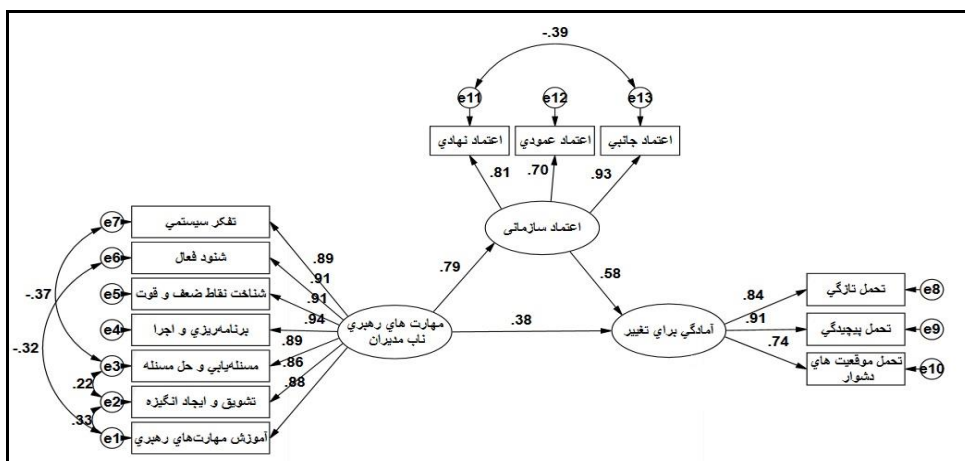 -.39
e11
e12
e13
اعتماد نهادي
اعتماد عمودي
اعتماد جانبي
.81
.70
.93
اعتماد سازمانی
.79
.58
e7
تفكر سيستمي
e6
شنود فعال
e5
شناخت نقاط ضعف و قوت
e4
برنامه‌ريزي و اجرا
e3
مسئله‌يابي و حل مسئله
e2
تشويق و ايجاد انگيزه
e1
آموزش مهارت‌هاي رهبري
-.37
-.32
.22
.33
.89
.91
.91
.94
.89
.86
.88
مهارت هاي رهبري
ناب مديران
.38
آمادگي براي تغيير
.84
.91
.74
تحمل تازگي
e8
تحمل پيچيدگي
e9
تحمل موقعيت هاي
دشوار
e10